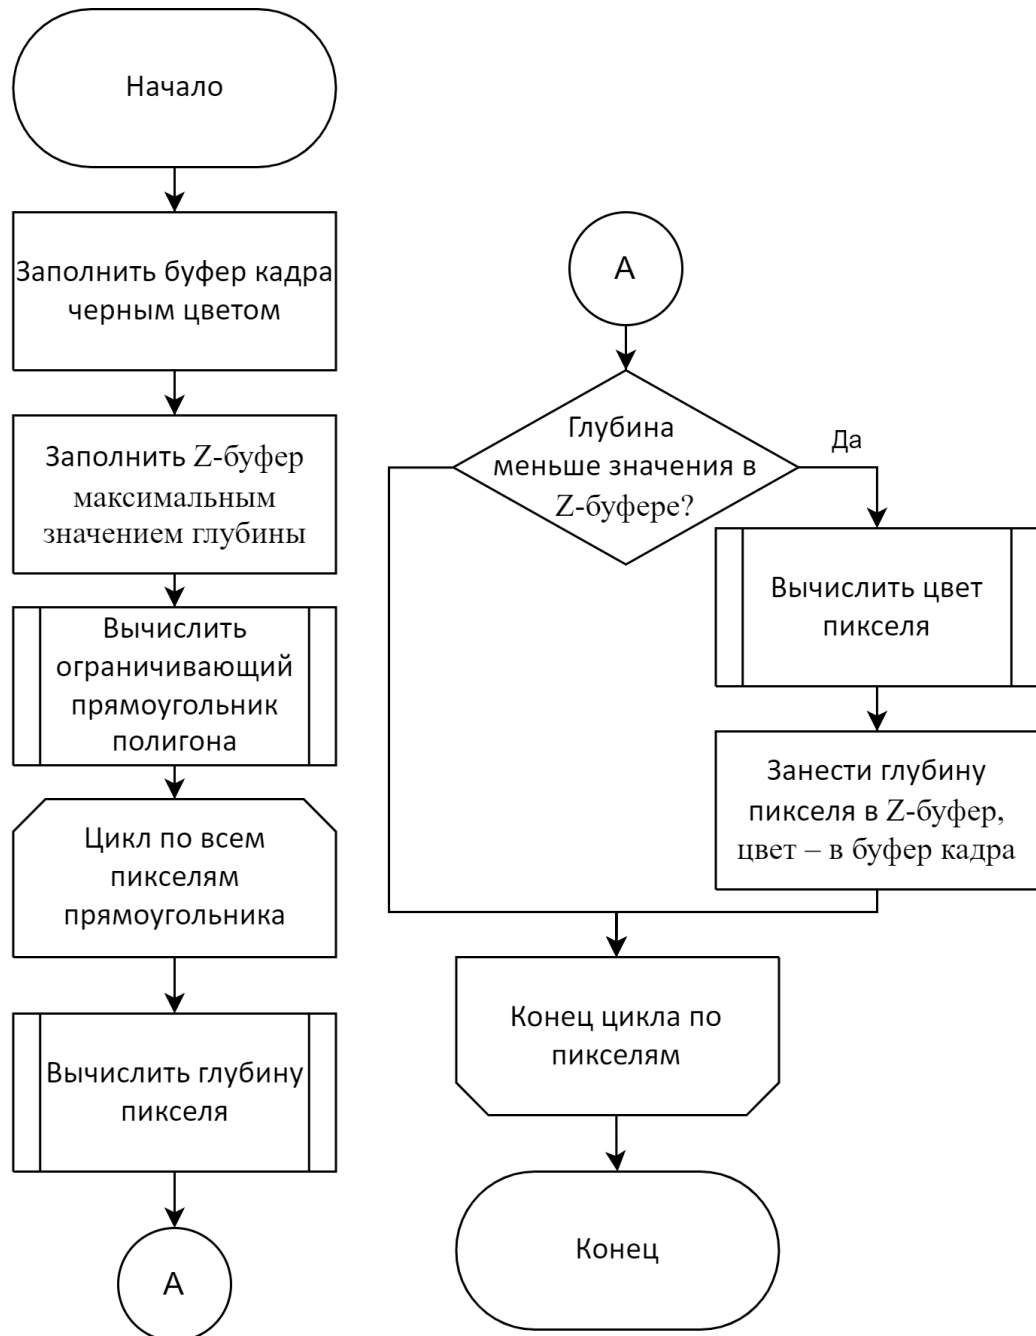 Начало
Заполнить буфер кадра
черным цветом
Заполнить Z-буфер
максимальным
значением глубины
Вычислить
ограничивающий
прямоугольник
полигона
Цикл по всем
пикселям
прямоугольника
Вычислить глубину
пикселя
А
А
Глубина
меньше значения в
Z-буфере?
Да
Вычислить цвет
пикселя
Занести глубину
пикселя в Z-буфер,
цвет – в буфер кадра
Конец цикла по
пикселям
Конец